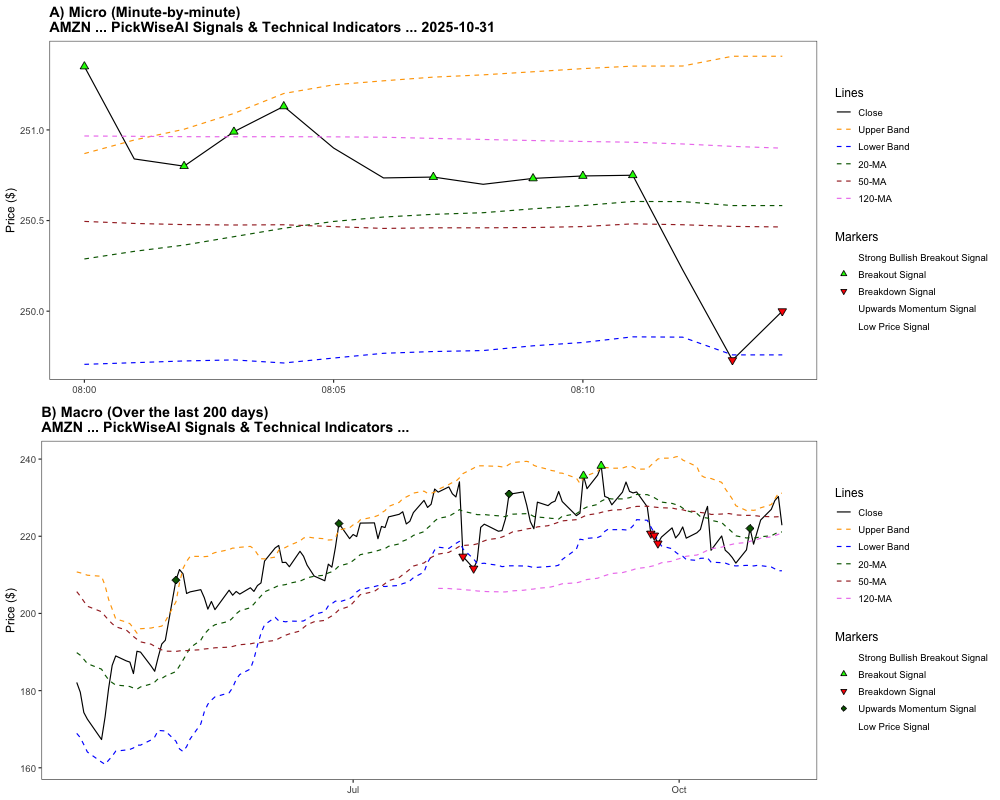 A) Micro (Minute-by-minute)
AMZN ... PickWiseAI Signals & Technical Indicators ... 2025-10-31
Price ($)
251.0
250.5
250.0
08:00
08:05
08:10
Lines
Close
Upper Band
Lower Band
20-MA
50-MA
120-MA
Markers
Strong Bullish Breakout Signal
Breakout Signal
Breakdown Signal
Upwards Momentum Signal
Low Price Signal
B) Macro (Over the last 200 days)
AMZN ... PickWiseAI Signals & Technical Indicators ...
Price ($)
240
220
200
180
160
Jul
Oct
Lines
Close
Upper Band
Lower Band
20-MA
50-MA
120-MA
Markers
Strong Bullish Breakout Signal
Breakout Signal
Breakdown Signal
Upwards Momentum Signal
Low Price Signal